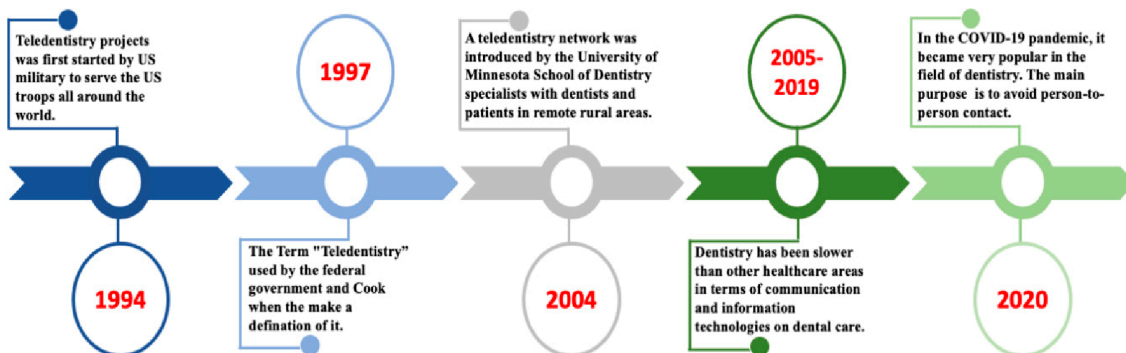 Teledentistry projects
was first started by US
military to serve the US
troops all around the
world.
1994
1997
The Term "Teledentistry”
used by the federal
government and Cook
when the make a
defination of it.
A teledentistry network was
introduced by the University of
Minnesota School of Dentistry
specialists with dentists and
patients in remote rural areas.
2004
2005-
2019
Dentistry has been slower
than other healthcare areas
in terms of communication
and information
technologies on dental care.
In the COVID-19 pandemic, it
became very popular in the
field of dentistry. The main
purpose is to avoid person-to-
person contact.
2020